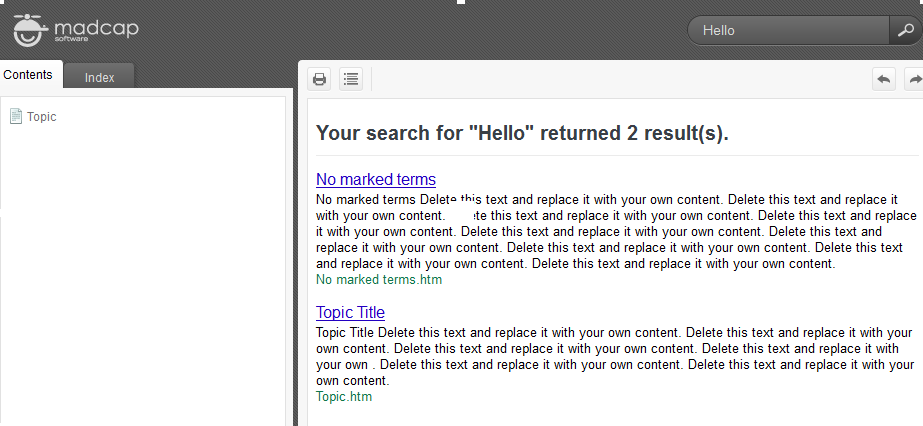 madcap
software
Hello
Contents
Index
Topic
Your search for "Hello" returned 2 result(s).
No marked terms
No marked terms Delete this text and replace it with your own content. Delete this text and replace it
with your own content. ete this text and replace it with your own content. Delete this text and replace
it with your own content. Delete this text and replace it with your own content. Delete this text and
replace it with your own content. Delete this text and replace it with your own content. Delete this text
and replace it with your own content. Delete this text and replace it with your own content.
No marked terms.htm
Topic Title
Topic Title Delete this text and replace it with your own content. Delete this text and replace it with your
own content. Delete this text and replace it with your own content. Delete this text and replace it with
your own . Delete this text and replace it with your own content. Delete this text and replace it with your
own content.
Topic.htm